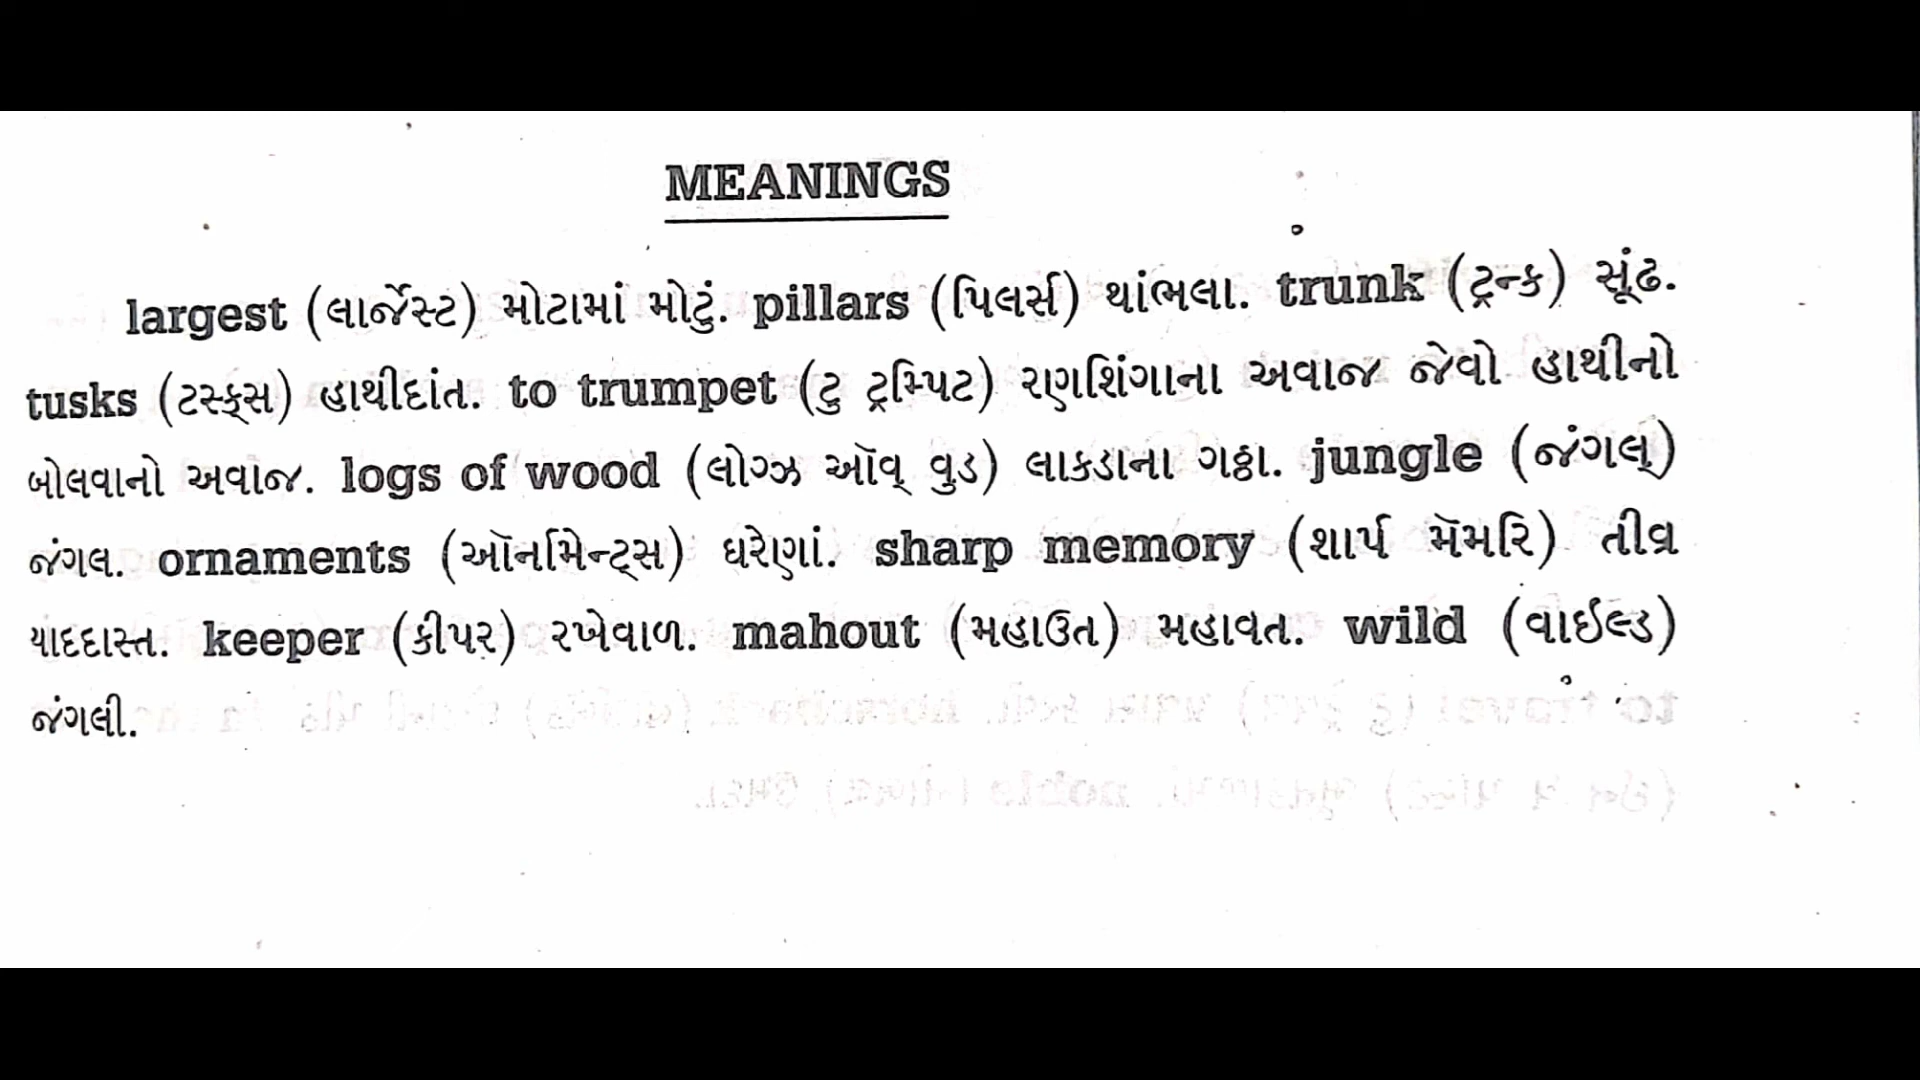 MEANINGS
largest (લાર્જેસ્ટ) મોટામાં મોટું. pillars (પિલર્સ) થાંભલા. trunk (ટ્રન્ક) સૂંઢ.
tusks (ટસ્ક્સ) હાથીદાંત. to trumpet (ટુ ટ્રમ્પિટ) રણશિંગાના અવાજ જેવો હાથીનો
બોલવાનો અવાજ. logs of wood (લોગ્ઝ ઑવ્ વુડ) લાકડાના ગઠ્ઠા. jungle (જંગલ્)
જંગલ. ornaments (ઑર્નામેન્ટ્સ) ઘરેણાં. sharp memory (શાર્પ મૅમરિ) તીવ્ર
યાદદાસ્ત. keeper (કીપર) રખેવાળ. mahout (મહાઉત) મહાવત. wild (વાઈલ્ડ)
જંગલી.